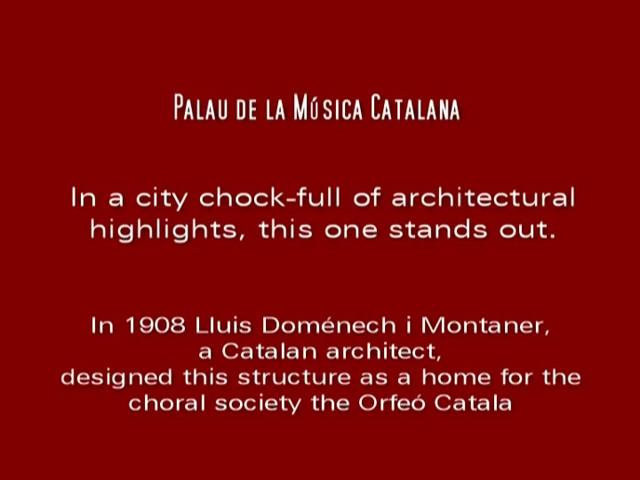 PALAU DE LA MÚSICA CATALANA
In a city chock-full of architectural
highlights, this one stands out.
In 1908 Lluis Doménech i Montaner,
a Catalan architect,
designed this structure as a home for the
choral society the Orfeó Catala